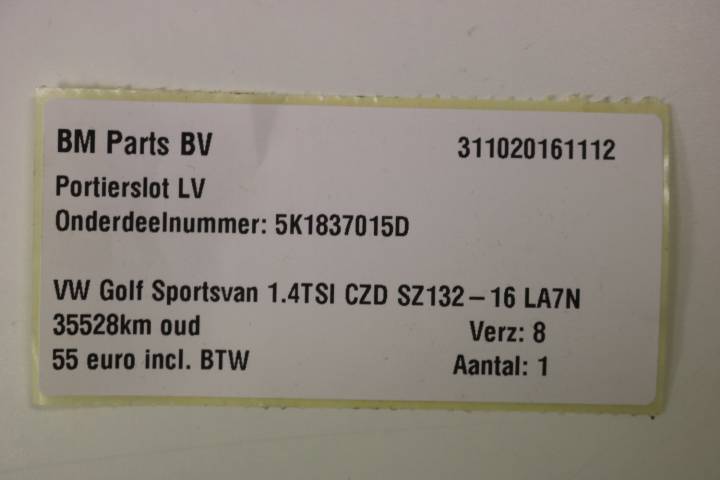 BM Parts BV 311020161112
Portierslot LV
Onderdeelnummer: 5K1837015D
VW Golf Sportsvan 1.4TSI CZD SZ132-16 LA7N
35528km oud Verz: 8
55 euro incl. BTW Aantal: 1